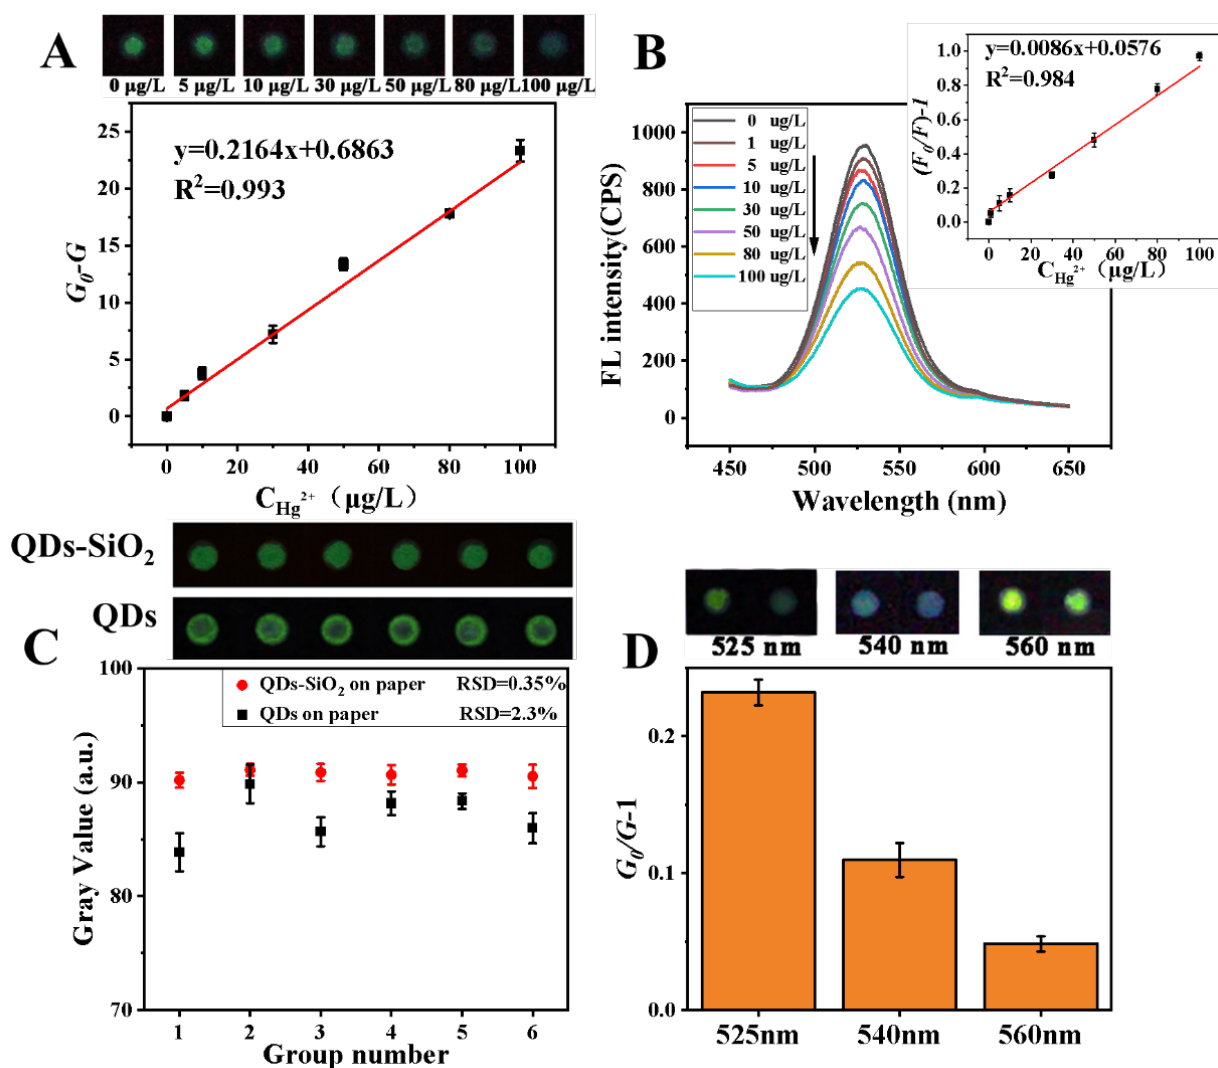 A
0 μg/L 5 μg/L 10 μg/L 30 μg/L 50 μg/L 80 μg/L 100 μg/L
y=0.2164x+0.6863
R²=0.993
G₀-G
25
20
15
10
5
0
0 20 40 60 80 100
C_Hg²⁺ (μg/L)
B
FL intensity(CPS)
1000
800
600
400
200
0
0 ug/L
1 ug/L
5 ug/L
10 ug/L
30 ug/L
50 ug/L
80 ug/L
100 ug/L
450 500 550 600 650
Wavelength (nm)
y=0.0086x+0.0576
R²=0.984
(F₀/F)-1
1.0
0.8
0.6
0.4
0.2
0.0
0 20 40 60 80 100
C_Hg²⁺ (μg/L)
QDs-SiO₂
QDs
C
QDs-SiO₂ on paper RSD=0.35%
QDs on paper RSD=2.3%
Gray Value (a.u.)
100
90
80
70
1 2 3 4 5 6
Group number
D
525 nm 540 nm 560 nm
G₀/G-1
0.2
0.1
0.0
525nm 540nm 560nm